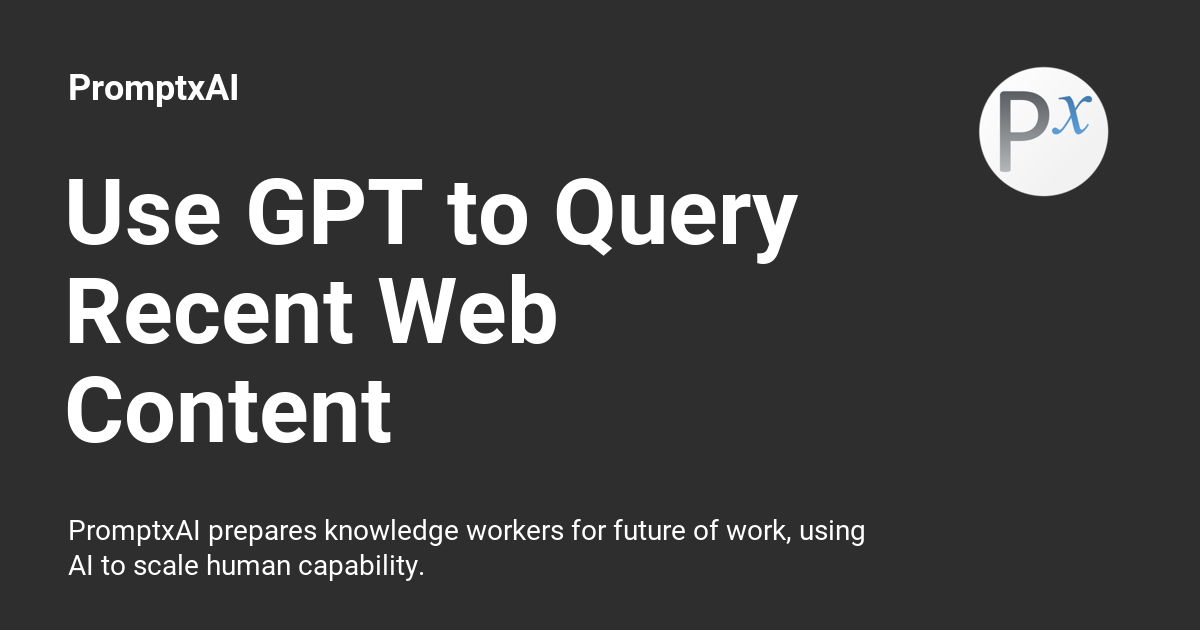 PromptxAI
Px
Use GPT to Query
Recent Web
Content
PromptxAI prepares knowledge workers for future of work, using
AI to scale human capability.